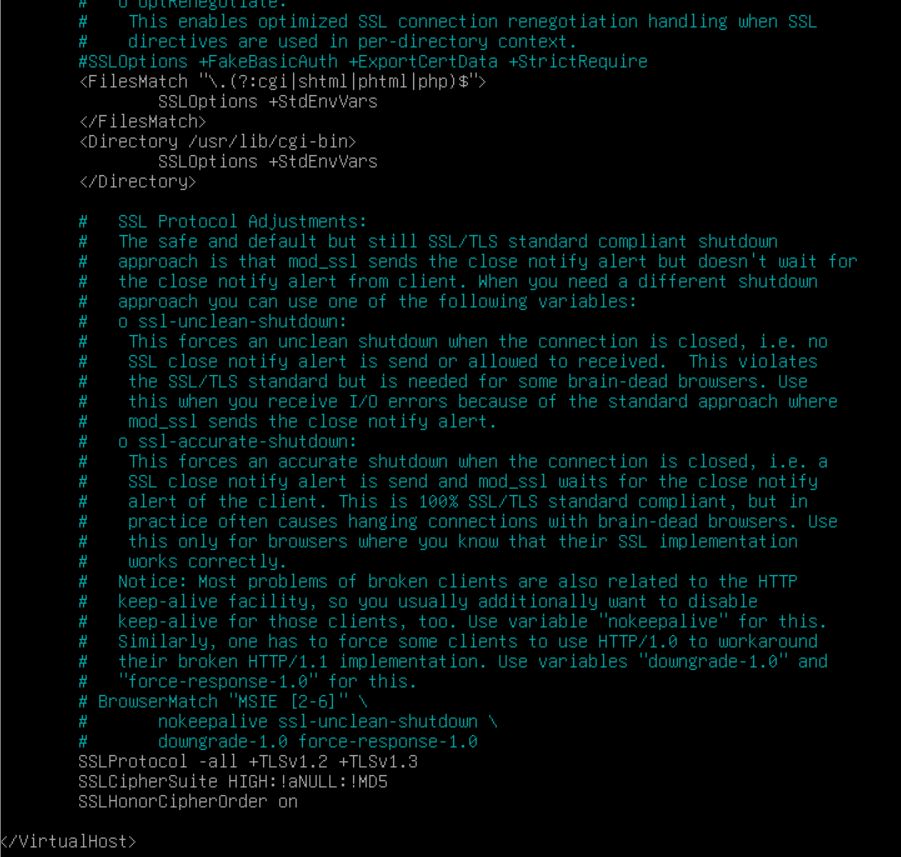 #   o OptRenegotiate:
#    This enables optimized SSL connection renegotiation handling when SSL
#    directives are used in per-directory context.
#SSLOptions +FakeBasicAuth +ExportCertData +StrictRequire
<FilesMatch "\.(?:cgi|shtml|phtml|php)$">
        SSLOptions +StdEnvVars
</FilesMatch>
<Directory /usr/lib/cgi-bin>
        SSLOptions +StdEnvVars
</Directory>

#   SSL Protocol Adjustments:
#   The safe and default but still SSL/TLS standard compliant shutdown
#   approach is that mod_ssl sends the close notify alert but doesn't wait for
#   the close notify alert from client. When you need a different shutdown
#   approach you can use one of the following variables:
#   o ssl-unclean-shutdown:
#    This forces an unclean shutdown when the connection is closed, i.e. no
#    SSL close notify alert is send or allowed to received.  This violates
#    the SSL/TLS standard but is needed for some brain-dead browsers. Use
#    this when you receive I/O errors because of the standard approach where
#    mod_ssl sends the close notify alert.
#   o ssl-accurate-shutdown:
#    This forces an accurate shutdown when the connection is closed, i.e. a
#    SSL close notify alert is send and mod_ssl waits for the close notify
#    alert of the client. This is 100% SSL/TLS standard compliant, but in
#    practice often causes hanging connections with brain-dead browsers. Use
#    this only for browsers where you know that their SSL implementation
#    works correctly.
#   Notice: Most problems of broken clients are also related to the HTTP
#   keep-alive facility, so you usually additionally want to disable
#   keep-alive for those clients, too. Use variable "nokeepalive" for this.
#   Similarly, one has to force some clients to use HTTP/1.0 to workaround
#   their broken HTTP/1.1 implementation. Use variables "downgrade-1.0" and
#   "force-response-1.0" for this.
# BrowserMatch "MSIE [2-6]" \
#       nokeepalive ssl-unclean-shutdown \
#       downgrade-1.0 force-response-1.0
SSLProtocol -all +TLSv1.2 +TLSv1.3
SSLCipherSuite HIGH:!aNULL:!MD5
SSLHonorCipherOrder on

</VirtualHost>